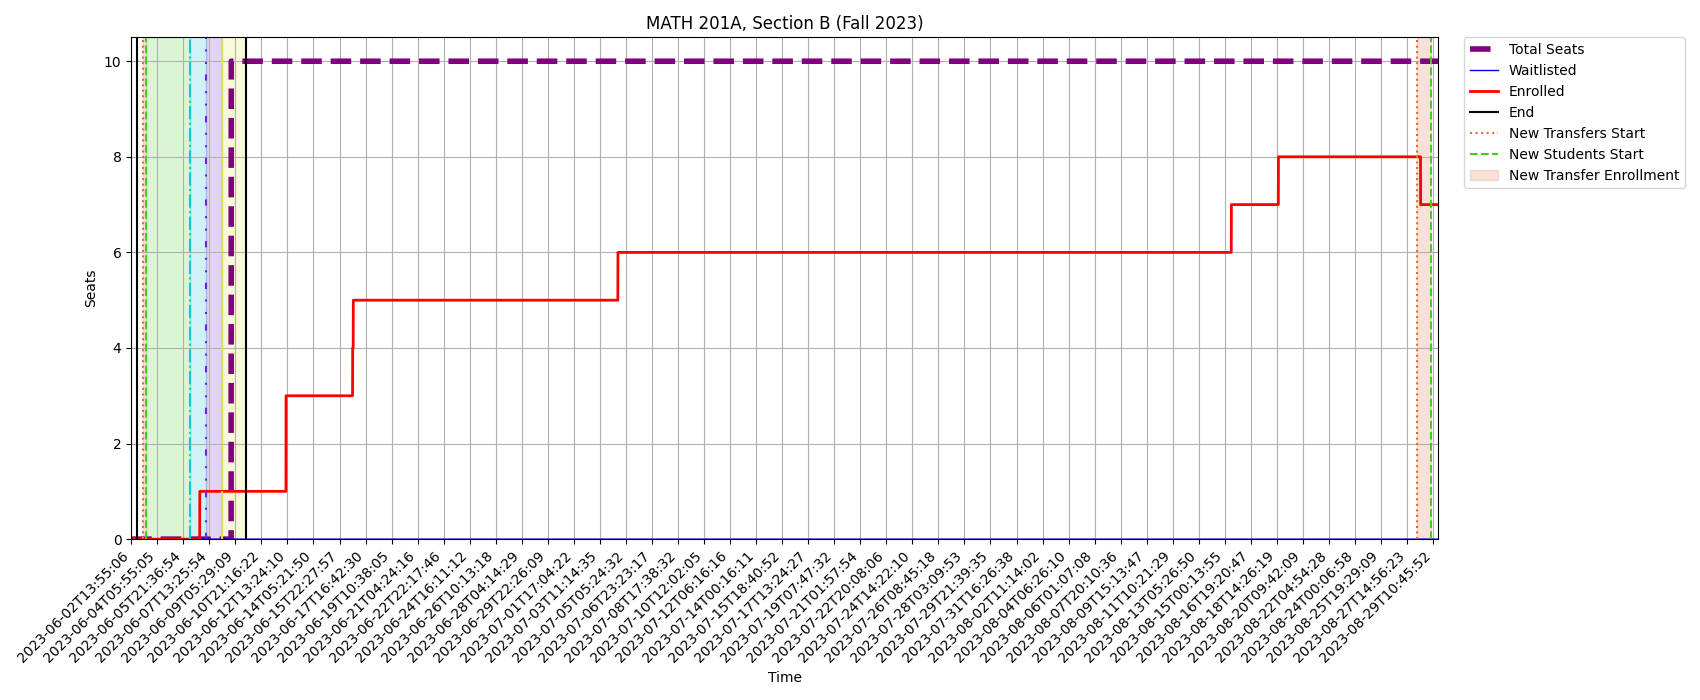 MATH 201A, Section B (Fall 2023)
10
8
6
4
2
0
Seats
2023-06-02T13:55:06
2023-06-04T05:55:05
2023-06-05T21:36:54
2023-06-07T13:25:54
2023-06-09T05:29:09
2023-06-10T21:16:22
2023-06-12T13:24:10
2023-06-14T05:21:50
2023-06-15T22:27:57
2023-06-17T16:42:30
2023-06-19T10:38:05
2023-06-21T04:24:16
2023-06-22T22:17:46
2023-06-24T16:11:12
2023-06-26T10:13:18
2023-06-28T04:14:29
2023-06-29T22:26:09
2023-07-01T17:04:22
2023-07-03T11:14:35
2023-07-05T05:24:32
2023-07-06T23:23:17
2023-07-08T17:38:32
2023-07-10T12:02:05
2023-07-12T06:16:16
2023-07-14T00:16:11
2023-07-15T18:40:52
2023-07-17T13:24:27
2023-07-19T07:47:32
2023-07-21T01:57:54
2023-07-22T20:08:06
2023-07-24T14:22:10
2023-07-26T08:45:18
2023-07-28T03:09:53
2023-07-29T21:39:35
2023-07-31T16:26:38
2023-08-02T11:14:02
2023-08-04T06:26:10
2023-08-06T01:07:08
2023-08-07T20:10:36
2023-08-09T15:13:47
2023-08-11T10:21:29
2023-08-13T05:26:50
2023-08-15T00:13:55
2023-08-16T19:20:47
2023-08-18T14:26:19
2023-08-20T09:42:09
2023-08-22T04:54:28
2023-08-24T00:06:58
2023-08-25T19:29:09
2023-08-27T14:56:23
2023-08-29T10:45:52
Time
Total Seats
Waitlisted
Enrolled
End
New Transfers Start
New Students Start
New Transfer Enrollment